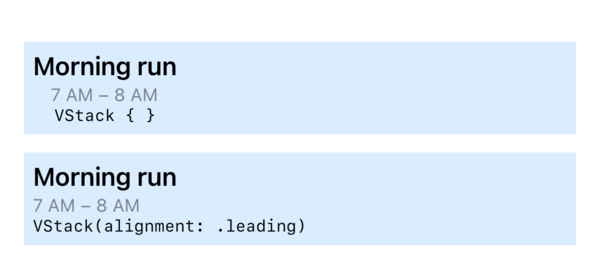 Morning run
7 AM – 8 AM
VStack { }
Morning run
7 AM – 8 AM
VStack(alignment: .leading)